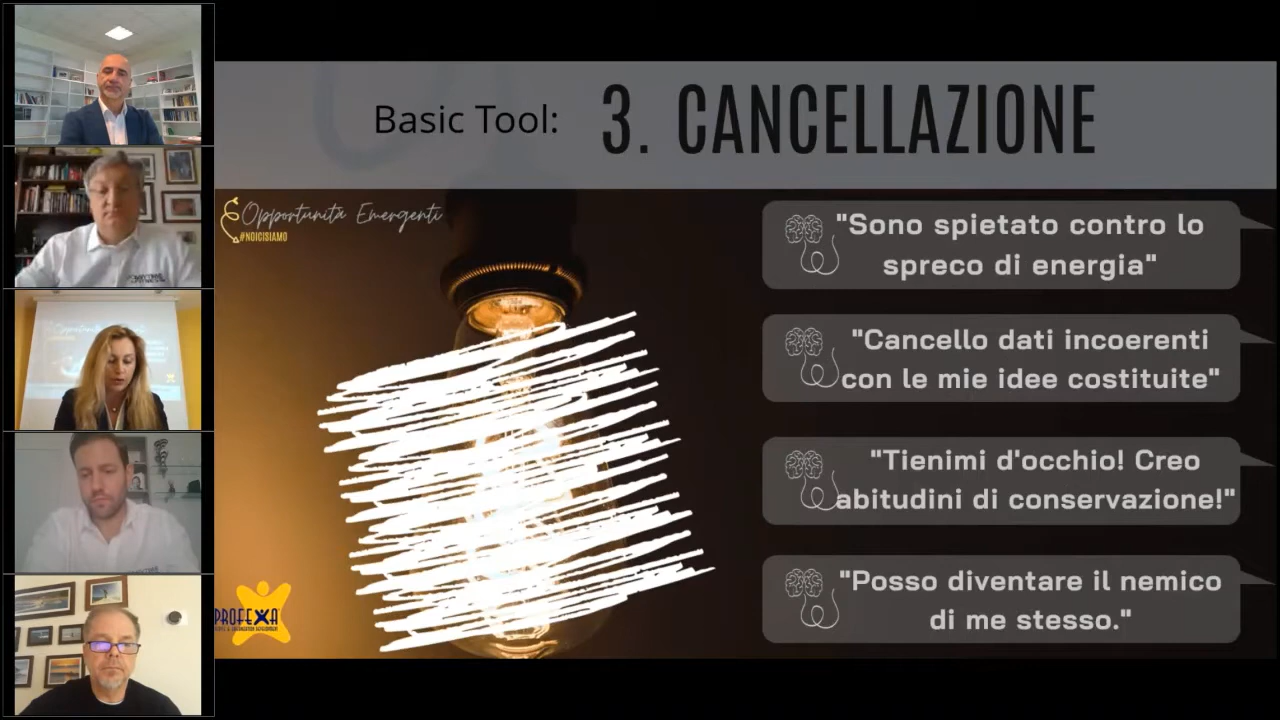 Basic Tool: 3. CANCELLAZIONE
Opportunità Emergenti
#NOICISIAMO
"Sono spietato contro lo
spreco di energia"
"Cancello dati incoerenti
con le mie idee costituite"
"Tienimi d'occhio! Creo
abitudini di conservazione!"
"Posso diventare il nemico
di me stesso."
PROFEXA